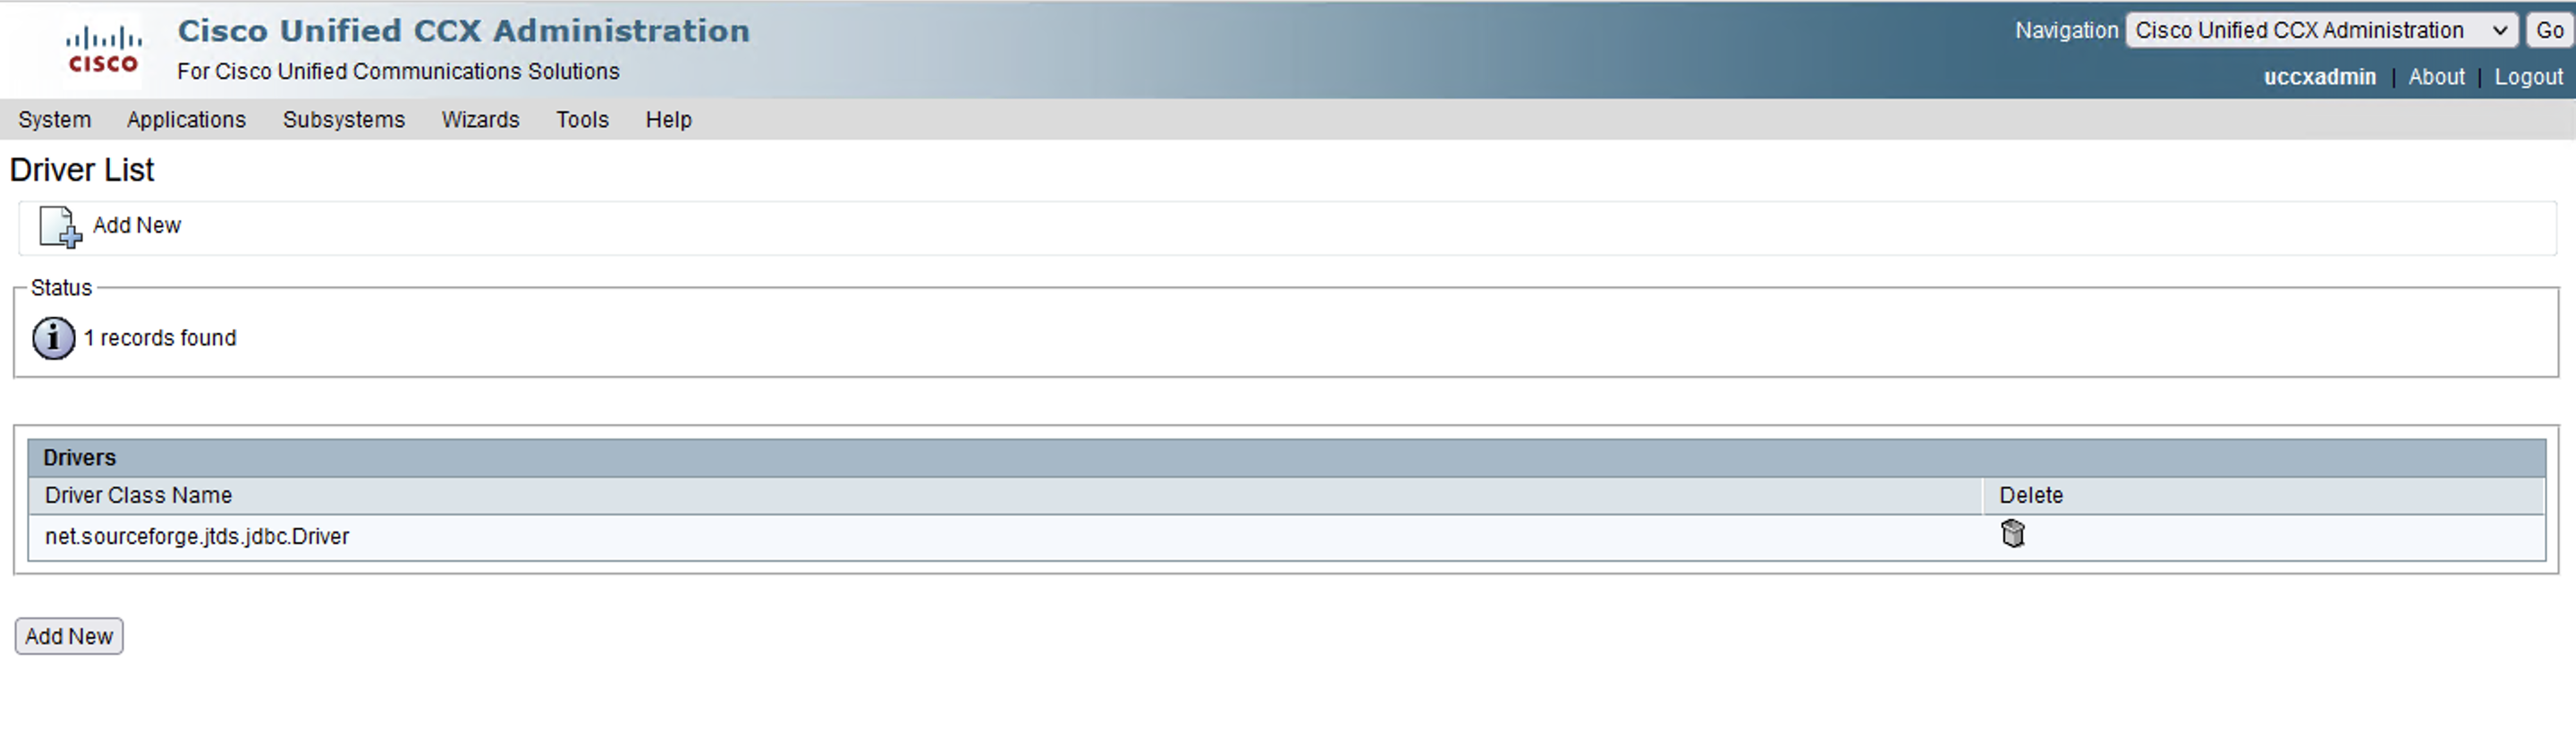 Cisco Unified CCX Administration
For Cisco Unified Communications Solutions
CISCO
Navigation Cisco Unified CCX Administration Go
uccxadmin | About | Logout
System Applications Subsystems Wizards Tools Help
Driver List
Add New
Status
1 records found
Drivers
Driver Class Name Delete
net.sourceforge.jtds.jdbc.Driver
Add New